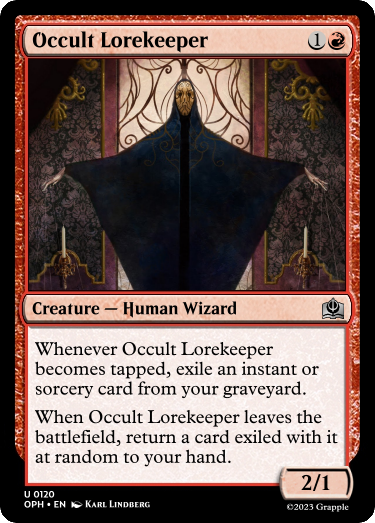 Occult Lorekeeper 1
Creature — Human Wizard
Whenever Occult Lorekeeper
becomes tapped, exile an instant or
sorcery card from your graveyard.
When Occult Lorekeeper leaves the
battlefield, return a card exiled with it
at random to your hand.
2/1
U 0120
OPH • EN Karl Lindberg
©2023 Grapple